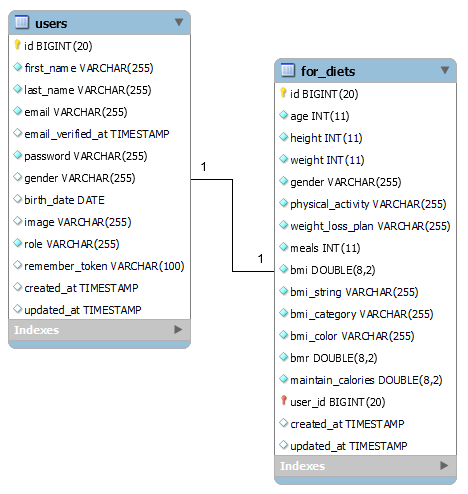 users
id BIGINT(20)
first_name VARCHAR(255)
last_name VARCHAR(255)
email VARCHAR(255)
email_verified_at TIMESTAMP
password VARCHAR(255)
gender VARCHAR(255)
birth_date DATE
image VARCHAR(255)
role VARCHAR(255)
remember_token VARCHAR(100)
created_at TIMESTAMP
updated_at TIMESTAMP
Indexes
1
1
for_diets
id BIGINT(20)
age INT(11)
height INT(11)
weight INT(11)
gender VARCHAR(255)
physical_activity VARCHAR(255)
weight_loss_plan VARCHAR(255)
meals INT(11)
bmi DOUBLE(8,2)
bmi_string VARCHAR(255)
bmi_category VARCHAR(255)
bmi_color VARCHAR(255)
bmr DOUBLE(8,2)
maintain_calories DOUBLE(8,2)
user_id BIGINT(20)
created_at TIMESTAMP
updated_at TIMESTAMP
Indexes